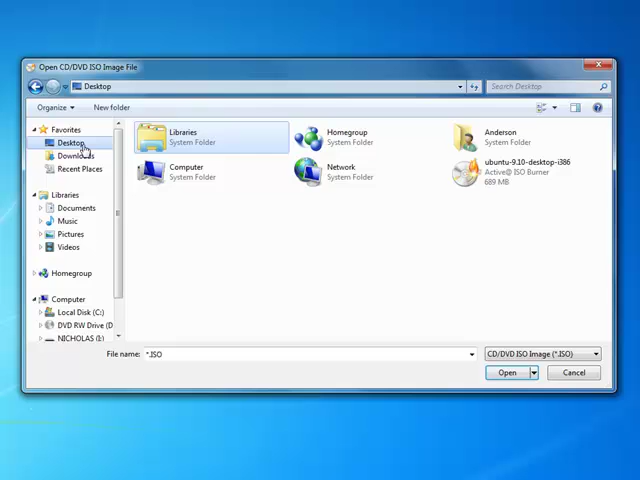 Open CD/DVD ISO Image File
Desktop
Search Desktop
Organize
New folder
Favorites
Desktop
Downloads
Recent Places
Libraries
Documents
Music
Pictures
Videos
Homegroup
Computer
Local Disk (C:)
DVD RW Drive (D
NICHOLAS (I:)
Libraries
System Folder
Homegroup
System Folder
Anderson
System Folder
Computer
System Folder
Network
System Folder
ubuntu-9.10-desktop-i386
Active@ ISO Burner
689 MB
File name:
*.ISO
CD/DVD ISO Image (*.ISO)
Open
Cancel